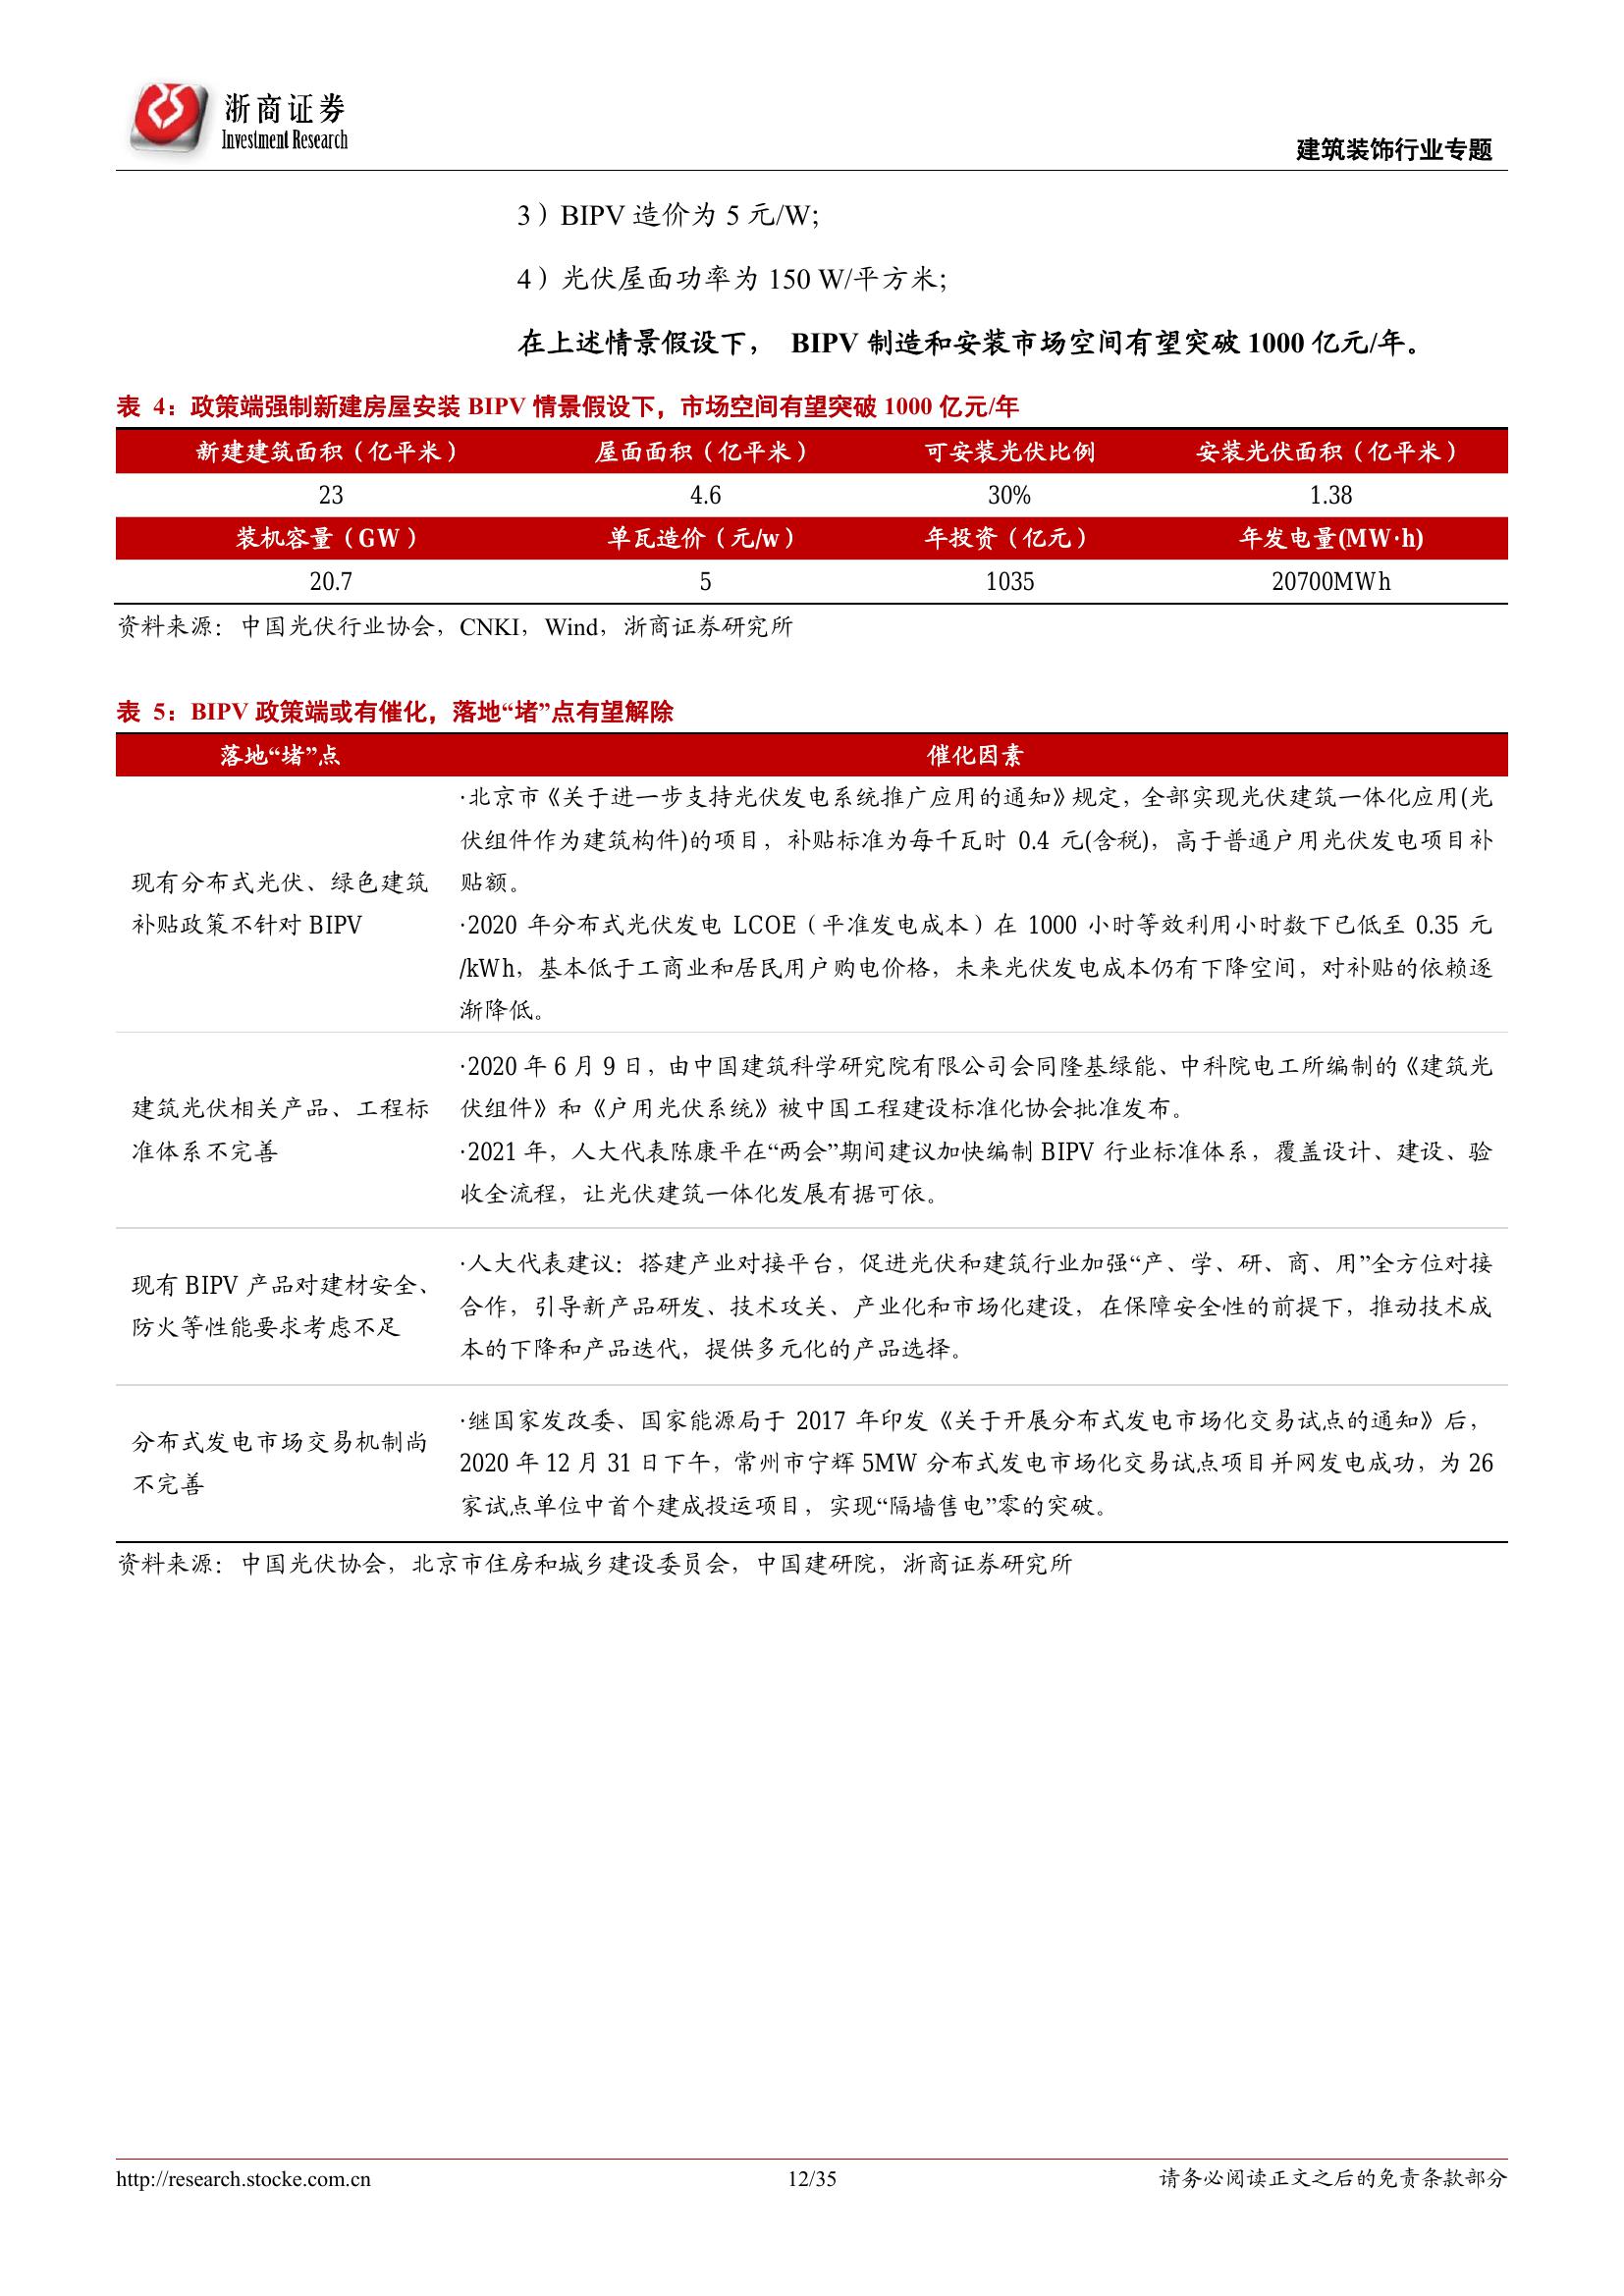 浙商证券
Investment Research
建筑装饰行业专题
3）BIPV 造价为 5 元/W；
4）光伏屋面功率为 150 W/平方米；
在上述情景假设下， BIPV 制造和安装市场空间有望突破 1000 亿元/年。
表 4：政策端强制新建房屋安装 BIPV 情景假设下，市场空间有望突破 1000 亿元/年
新建建筑面积（亿平米） 屋面面积（亿平米） 可安装光伏比例 安装光伏面积（亿平米）
23 4.6 30% 1.38
装机容量（GW） 单瓦造价（元/w） 年投资（亿元） 年发电量(MW·h)
20.7 5 1035 20700MWh
资料来源：中国光伏行业协会，CNKI，Wind，浙商证券研究所
表 5：BIPV 政策端或有催化，落地“堵”点有望解除
落地“堵”点 催化因素
现有分布式光伏、绿色建筑
补贴政策不针对 BIPV
·北京市《关于进一步支持光伏发电系统推广应用的通知》规定，全部实现光伏建筑一体化应用(光
伏组件作为建筑构件)的项目，补贴标准为每千瓦时 0.4 元(含税)，高于普通户用光伏发电项目补
贴额。
·2020 年分布式光伏发电 LCOE（平准发电成本）在 1000 小时等效利用小时数下已低至 0.35 元
/kWh，基本低于工商业和居民用户购电价格，未来光伏发电成本仍有下降空间，对补贴的依赖逐
渐降低。
建筑光伏相关产品、工程标
准体系不完善
·2020 年 6 月 9 日，由中国建筑科学研究院有限公司会同隆基绿能、中科院电工所编制的《建筑光
伏组件》和《户用光伏系统》被中国工程建设标准化协会批准发布。
·2021 年，人大代表陈康平在“两会”期间建议加快编制 BIPV 行业标准体系，覆盖设计、建设、验
收全流程，让光伏建筑一体化发展有据可依。
现有 BIPV 产品对建材安全、
防火等性能要求考虑不足
·人大代表建议：搭建产业对接平台，促进光伏和建筑行业加强“产、学、研、商、用”全方位对接
合作，引导新产品研发、技术攻关、产业化和市场化建设，在保障安全性的前提下，推动技术成
本的下降和产品迭代，提供多元化的产品选择。
分布式发电市场交易机制尚
不完善
·继国家发改委、国家能源局于 2017 年印发《关于开展分布式发电市场化交易试点的通知》后，
2020 年 12 月 31 日下午，常州市宁辉 5MW 分布式发电市场化交易试点项目并网发电成功，为 26
家试点单位中首个建成投运项目，实现“隔墙售电”零的突破。
资料来源：中国光伏协会，北京市住房和城乡建设委员会，中国建研院，浙商证券研究所
http://research.stocke.com.cn 12/35 请务必阅读正文之后的免责条款部分